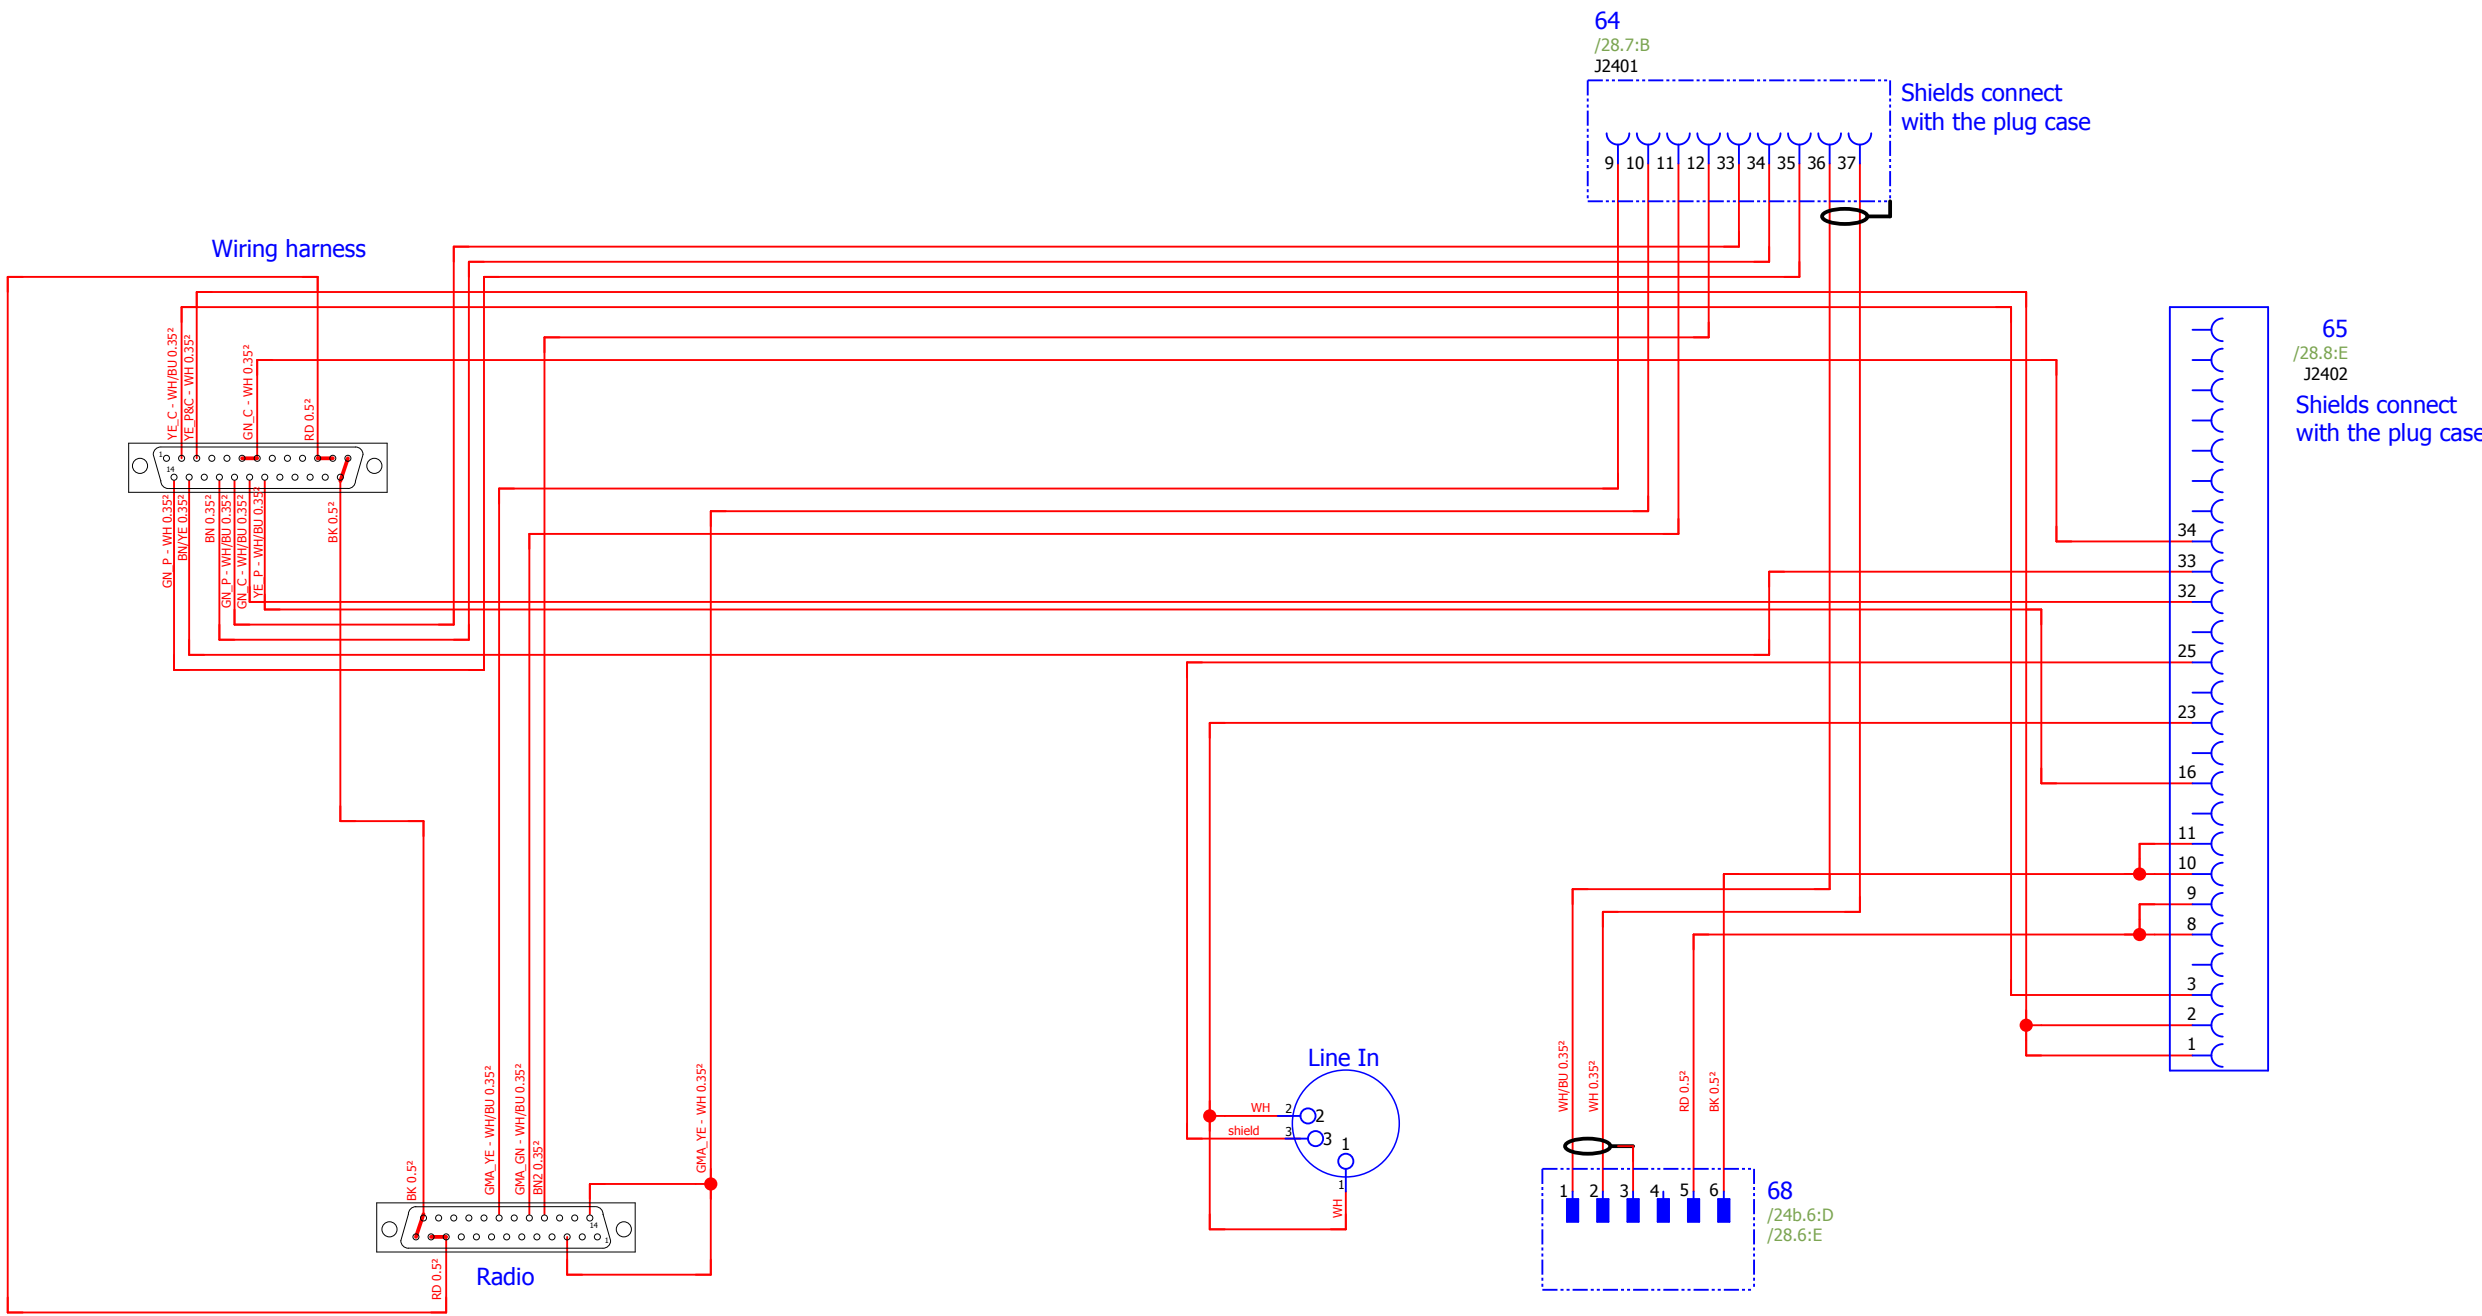 64
/28.7:B
J2401
Shields connect
with the plug case
9 10 11 12 33 34 35 36 37
Wiring harness
YE_C - WH/BU 0.35²
YE_P&C - WH 0.35²
GN_C - WH 0.35²
RD 0.5²
1
14
GN_P - WH 0.35²
BN/YE 0.35²
BN 0.35²
GN_P - WH/BU 0.35²
GN_C - WH/BU 0.35²
YE_P - WH/BU 0.35²
BK 0.5²
65
/28.8:E
J2402
Shields connect
with the plug case
34
33
32
25
23
16
11
10
9
8
3
2
1
Line In
WH 2 2
shield 3 3
1
1
WH
WH/BU 0.35²
WH 0.35²
RD 0.5²
BK 0.5²
1 2 3 4 5 6
68
/24b.6:D
/28.6:E
BK 0.5²
GMA_YE - WH/BU 0.35²
GMA_GN - WH/BU 0.35²
BN2 0.35²
GMA_YE - WH 0.35²
14
1
RD 0.5²
Radio